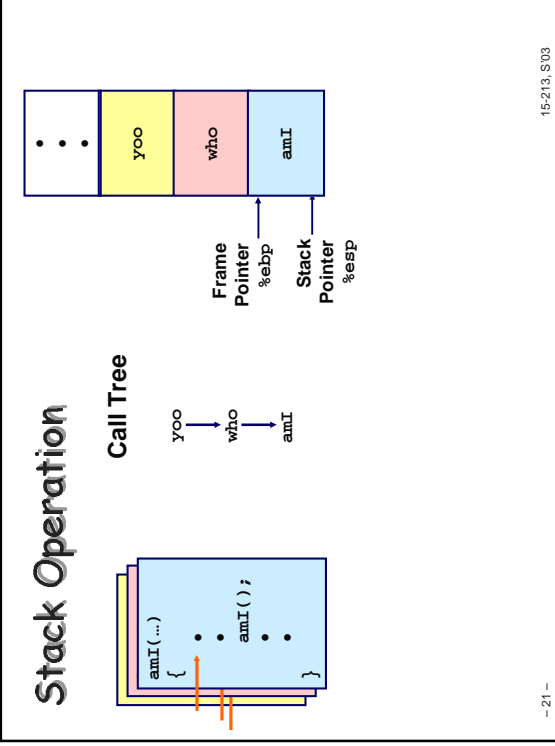 Stack Operation
amI(…)
{
•
•
amI();
•
•
}
Call Tree
yoo
who
amI
Frame
Pointer
%ebp
Stack
Pointer
%esp
•
•
•
yoo
who
amI
– 21 –
15-213, S'03